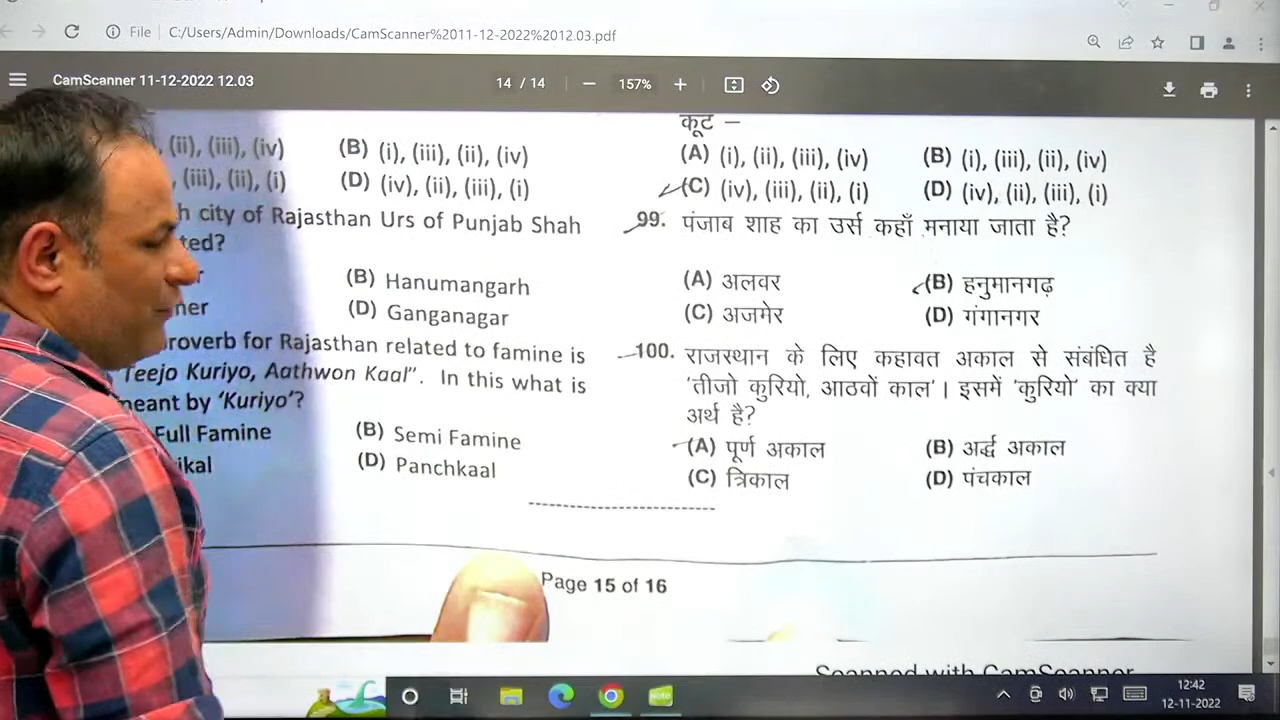 File C:/Users/Admin/Downloads/CamScanner%2011-12-2022%2012.03.pdf
CamScanner 11-12-2022 12.03
14 / 14
157%
(ii), (iii), (iv)
(B) (i), (iii), (ii), (iv)
(iii), (ii), (i)
(D) (iv), (ii), (iii), (i)
city of Rajasthan Urs of Punjab Shah
(B) Hanumangarh
(D) Ganganagar
for Rajasthan related to famine is
Teejo Kuriyo, Aathwon Kaal". In this what is
meant by 'Kuriyo'?
Full Famine
(B) Semi Famine
(D) Panchkaal
कूट –
(A) (i), (ii), (iii), (iv)
(B) (i), (iii), (ii), (iv)
(C) (iv), (iii), (ii), (i)
(D) (iv), (ii), (iii), (i)
99. पंजाब शाह का उर्स कहाँ मनाया जाता है?
(A) अलवर
(B) हनुमानगढ़
(C) अजमेर
(D) गंगानगर
100. राजस्थान के लिए कहावत अकाल से संबंधित है
'तीजो कुरियो, आठवों काल'। इसमें 'कुरियो' का क्या
अर्थ है?
(A) पूर्ण अकाल
(B) अर्द्ध अकाल
(C) त्रिकाल
(D) पंचकाल
Page 15 of 16
Scanned with CamScanner
Note
12:42
12-11-2022